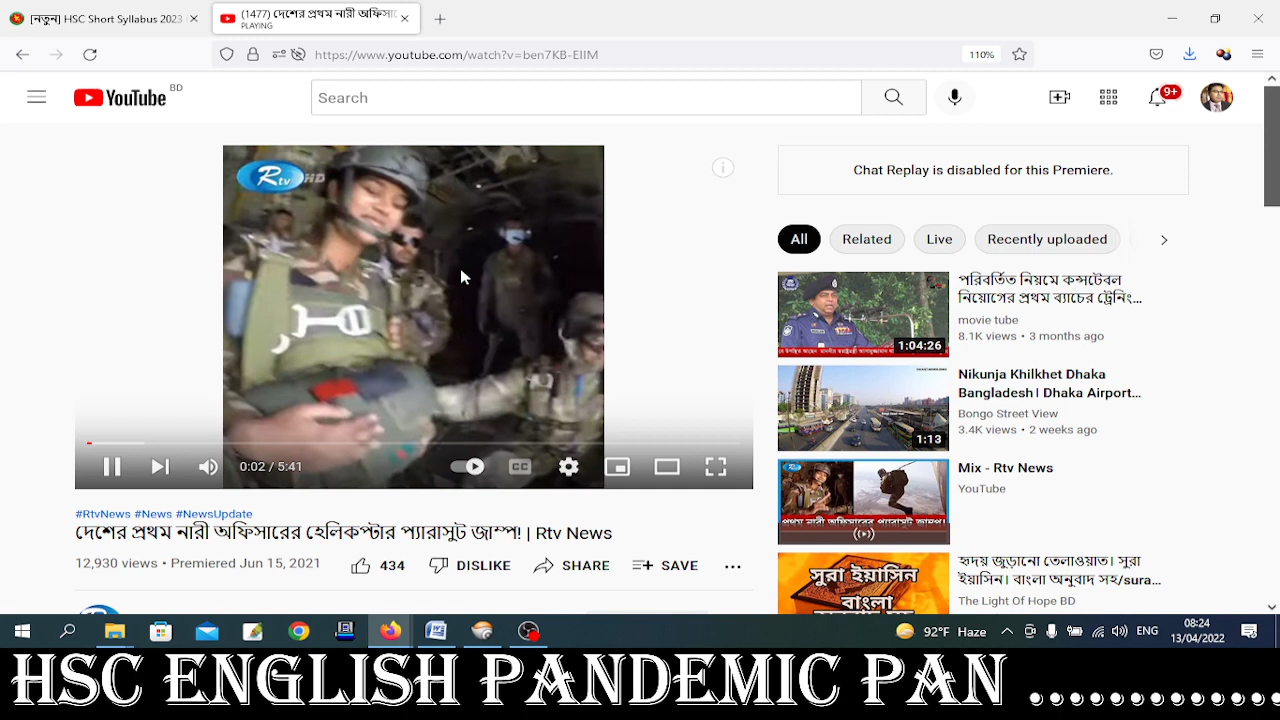 [নতুন] HSC Short Syllabus 2023
(1477) দেশের প্রথম নারী অফিসা
PLAYING
https://www.youtube.com/watch?v=ben7KB-EIIM
110%
YouTube BD
Search
9+
Rtv HD
Chat Replay is disabled for this Premiere.
All
Related
Live
Recently uploaded
পরিবর্তিত নিয়মে কন্সটেবল
নিয়োগের প্রথম ব্যাচের ট্রেনিং...
movie tube
8.1K views • 3 months ago
1:04:26
Nikunja Khilkhet Dhaka
Bangladesh| Dhaka Airport...
Bongo Street View
3.4K views • 2 weeks ago
1:13
Mix - Rtv News
YouTube
প্রথম নারী অফিসারের প্যারাসুট জাম্প!
হৃদয় জুড়ানো তেলাওয়াত। সুরা
ইয়াসিন। বাংলা অনুবাদ সহ/sura...
The Light Of Hope BD
সুরা ইয়াসিন
বাংলা
0:02 / 5:41
CC
#RtvNews #News #NewsUpdate
দেশের প্রথম নারী অফিসারের হেলিকপ্টার প্যারাসুট জাম্প! | Rtv News
12,930 views • Premiered Jun 15, 2021
434
DISLIKE
SHARE
SAVE
92°F Haze
ENG
08:24
13/04/2022
HSC ENGLISH PANDEMIC PAN ..............